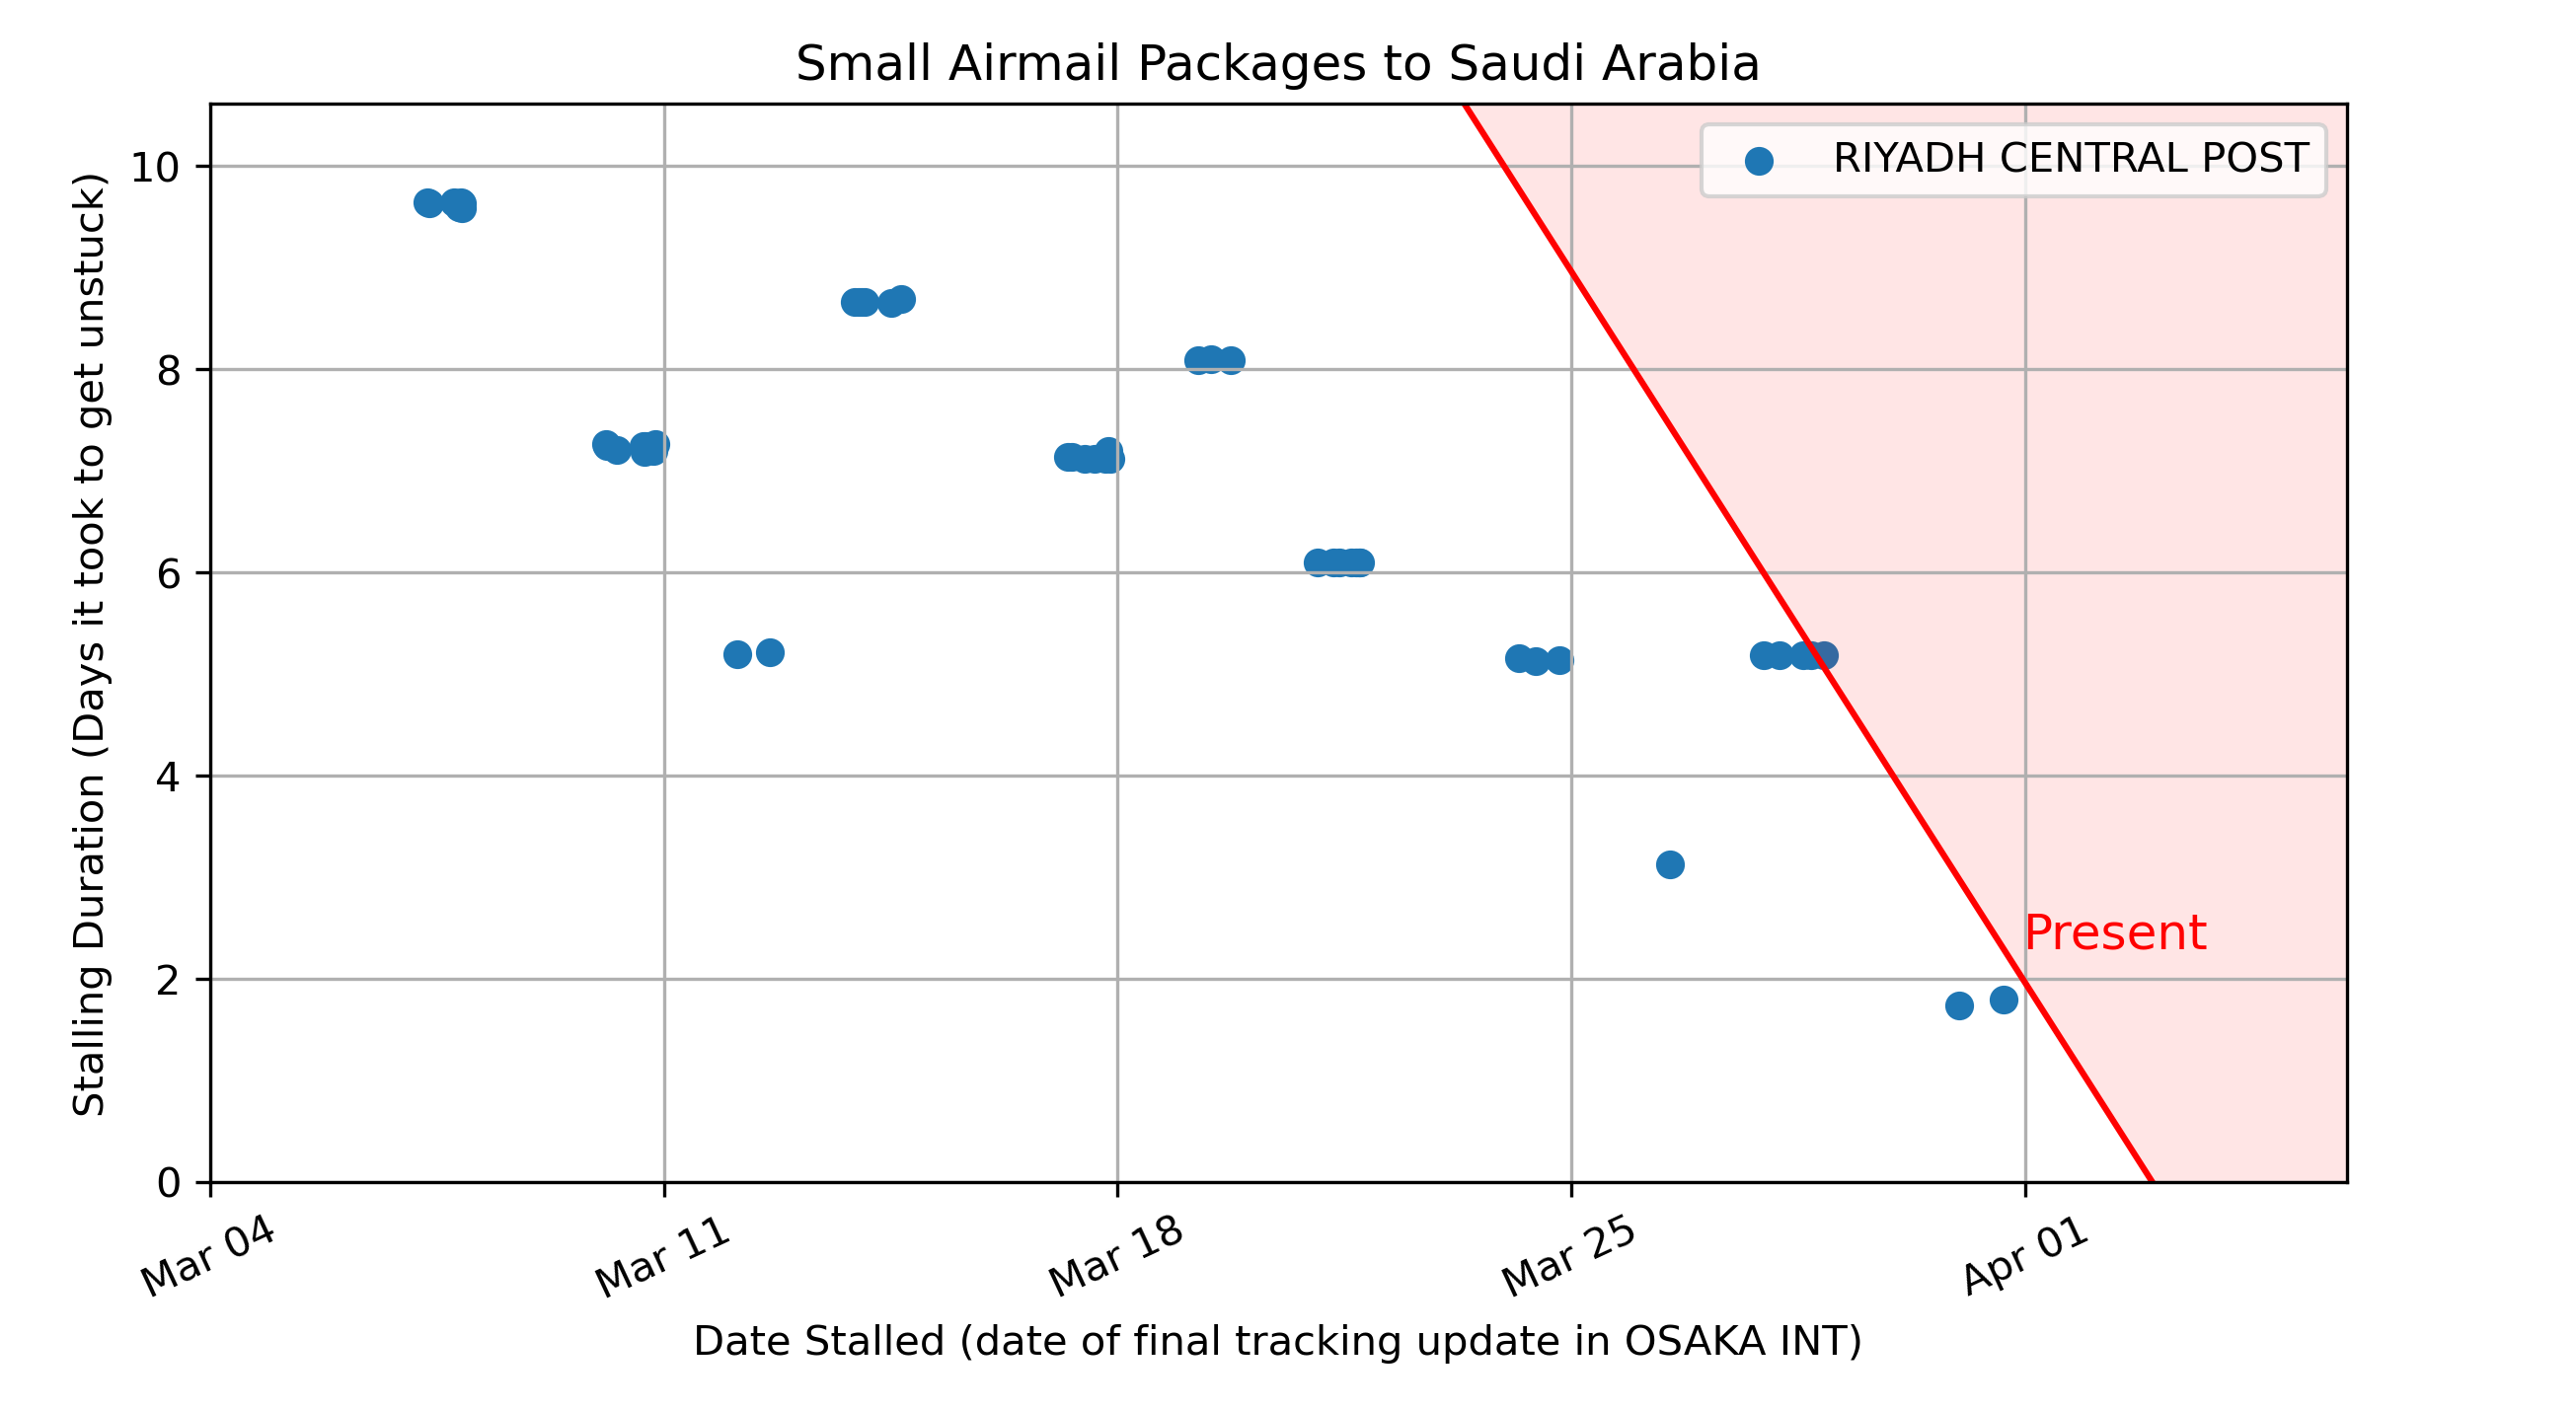 Small Airmail Packages to Saudi Arabia
RIYADH CENTRAL POST
Stalling Duration (Days it took to get unstuck)
10
8
6
4
2
0
Present
Mar 04
Mar 11
Mar 18
Mar 25
Apr 01
Date Stalled (date of final tracking update in OSAKA INT)